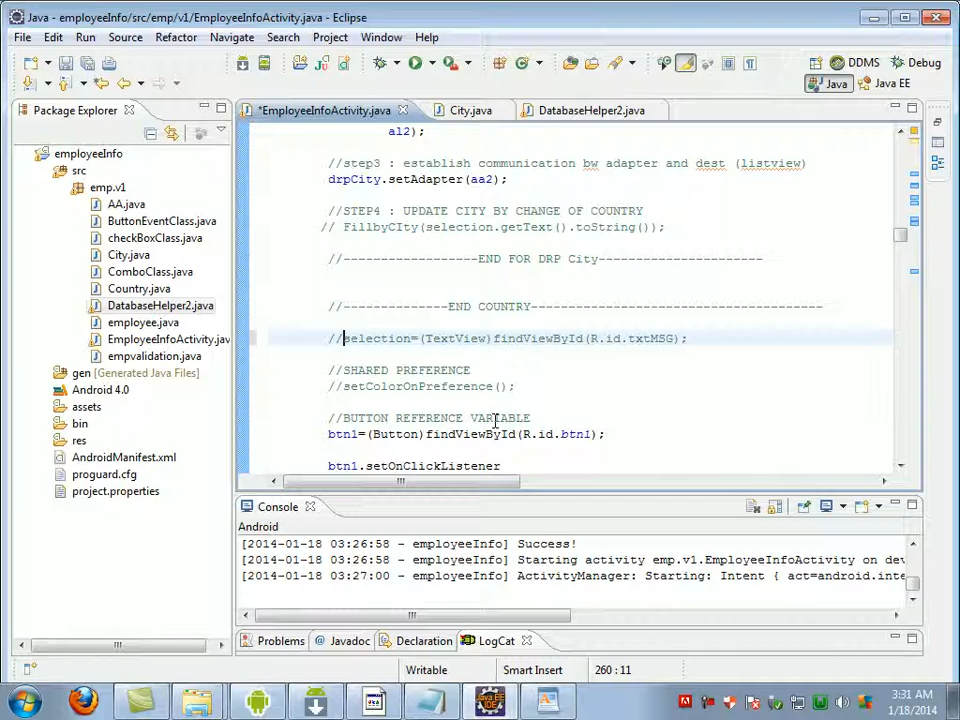 Java - employeeInfo/src/emp/v1/EmployeeInfoActivity.java - Eclipse
File Edit Run Source Refactor Navigate Search Project Window Help
DDMS Debug
Java Java EE
Package Explorer
employeeInfo
src
emp.v1
AA.java
ButtonEventClass.java
checkBoxClass.java
City.java
ComboClass.java
Country.java
DatabaseHelper2.java
employee.java
empvalidation.java
gen [Generated Java Files]
Android 4.0
assets
bin
res
AndroidManifest.xml
proguard.cfg
project.properties
*EmployeeInfoActivity.java City.java DatabaseHelper2.java
al2);
//step3 : establish communication bw adapter and dest (listview)
drpCity.setAdapter(aa2);
//STEP4 : UPDATE CITY BY CHANGE OF COUNTRY
// FillbyCIty(selection.getText().toString());
//------------------END FOR DRP City----------------------
//--------------END COUNTRY---------------------------------------
//selection=(TextView)findViewById(R.id.txtMSG);
//SHARED PREFERENCE
//setColorOnPreference();
//BUTTON REFERENCE VARIABLE
btn1=(Button)findViewById(R.id.btn1);
btn1.setOnClickListener
Console
Android
[2014-01-18 03:26:58 - employeeInfo] Success!
[2014-01-18 03:26:58 - employeeInfo] Starting activity emp.v1.EmployeeInfoActivity on dev
[2014-01-18 03:27:00 - employeeInfo] ActivityManager: Starting: Intent { act=android.inte
Problems Javadoc Declaration LogCat
Writable Smart Insert 260 : 11
3:31 AM
1/18/2014